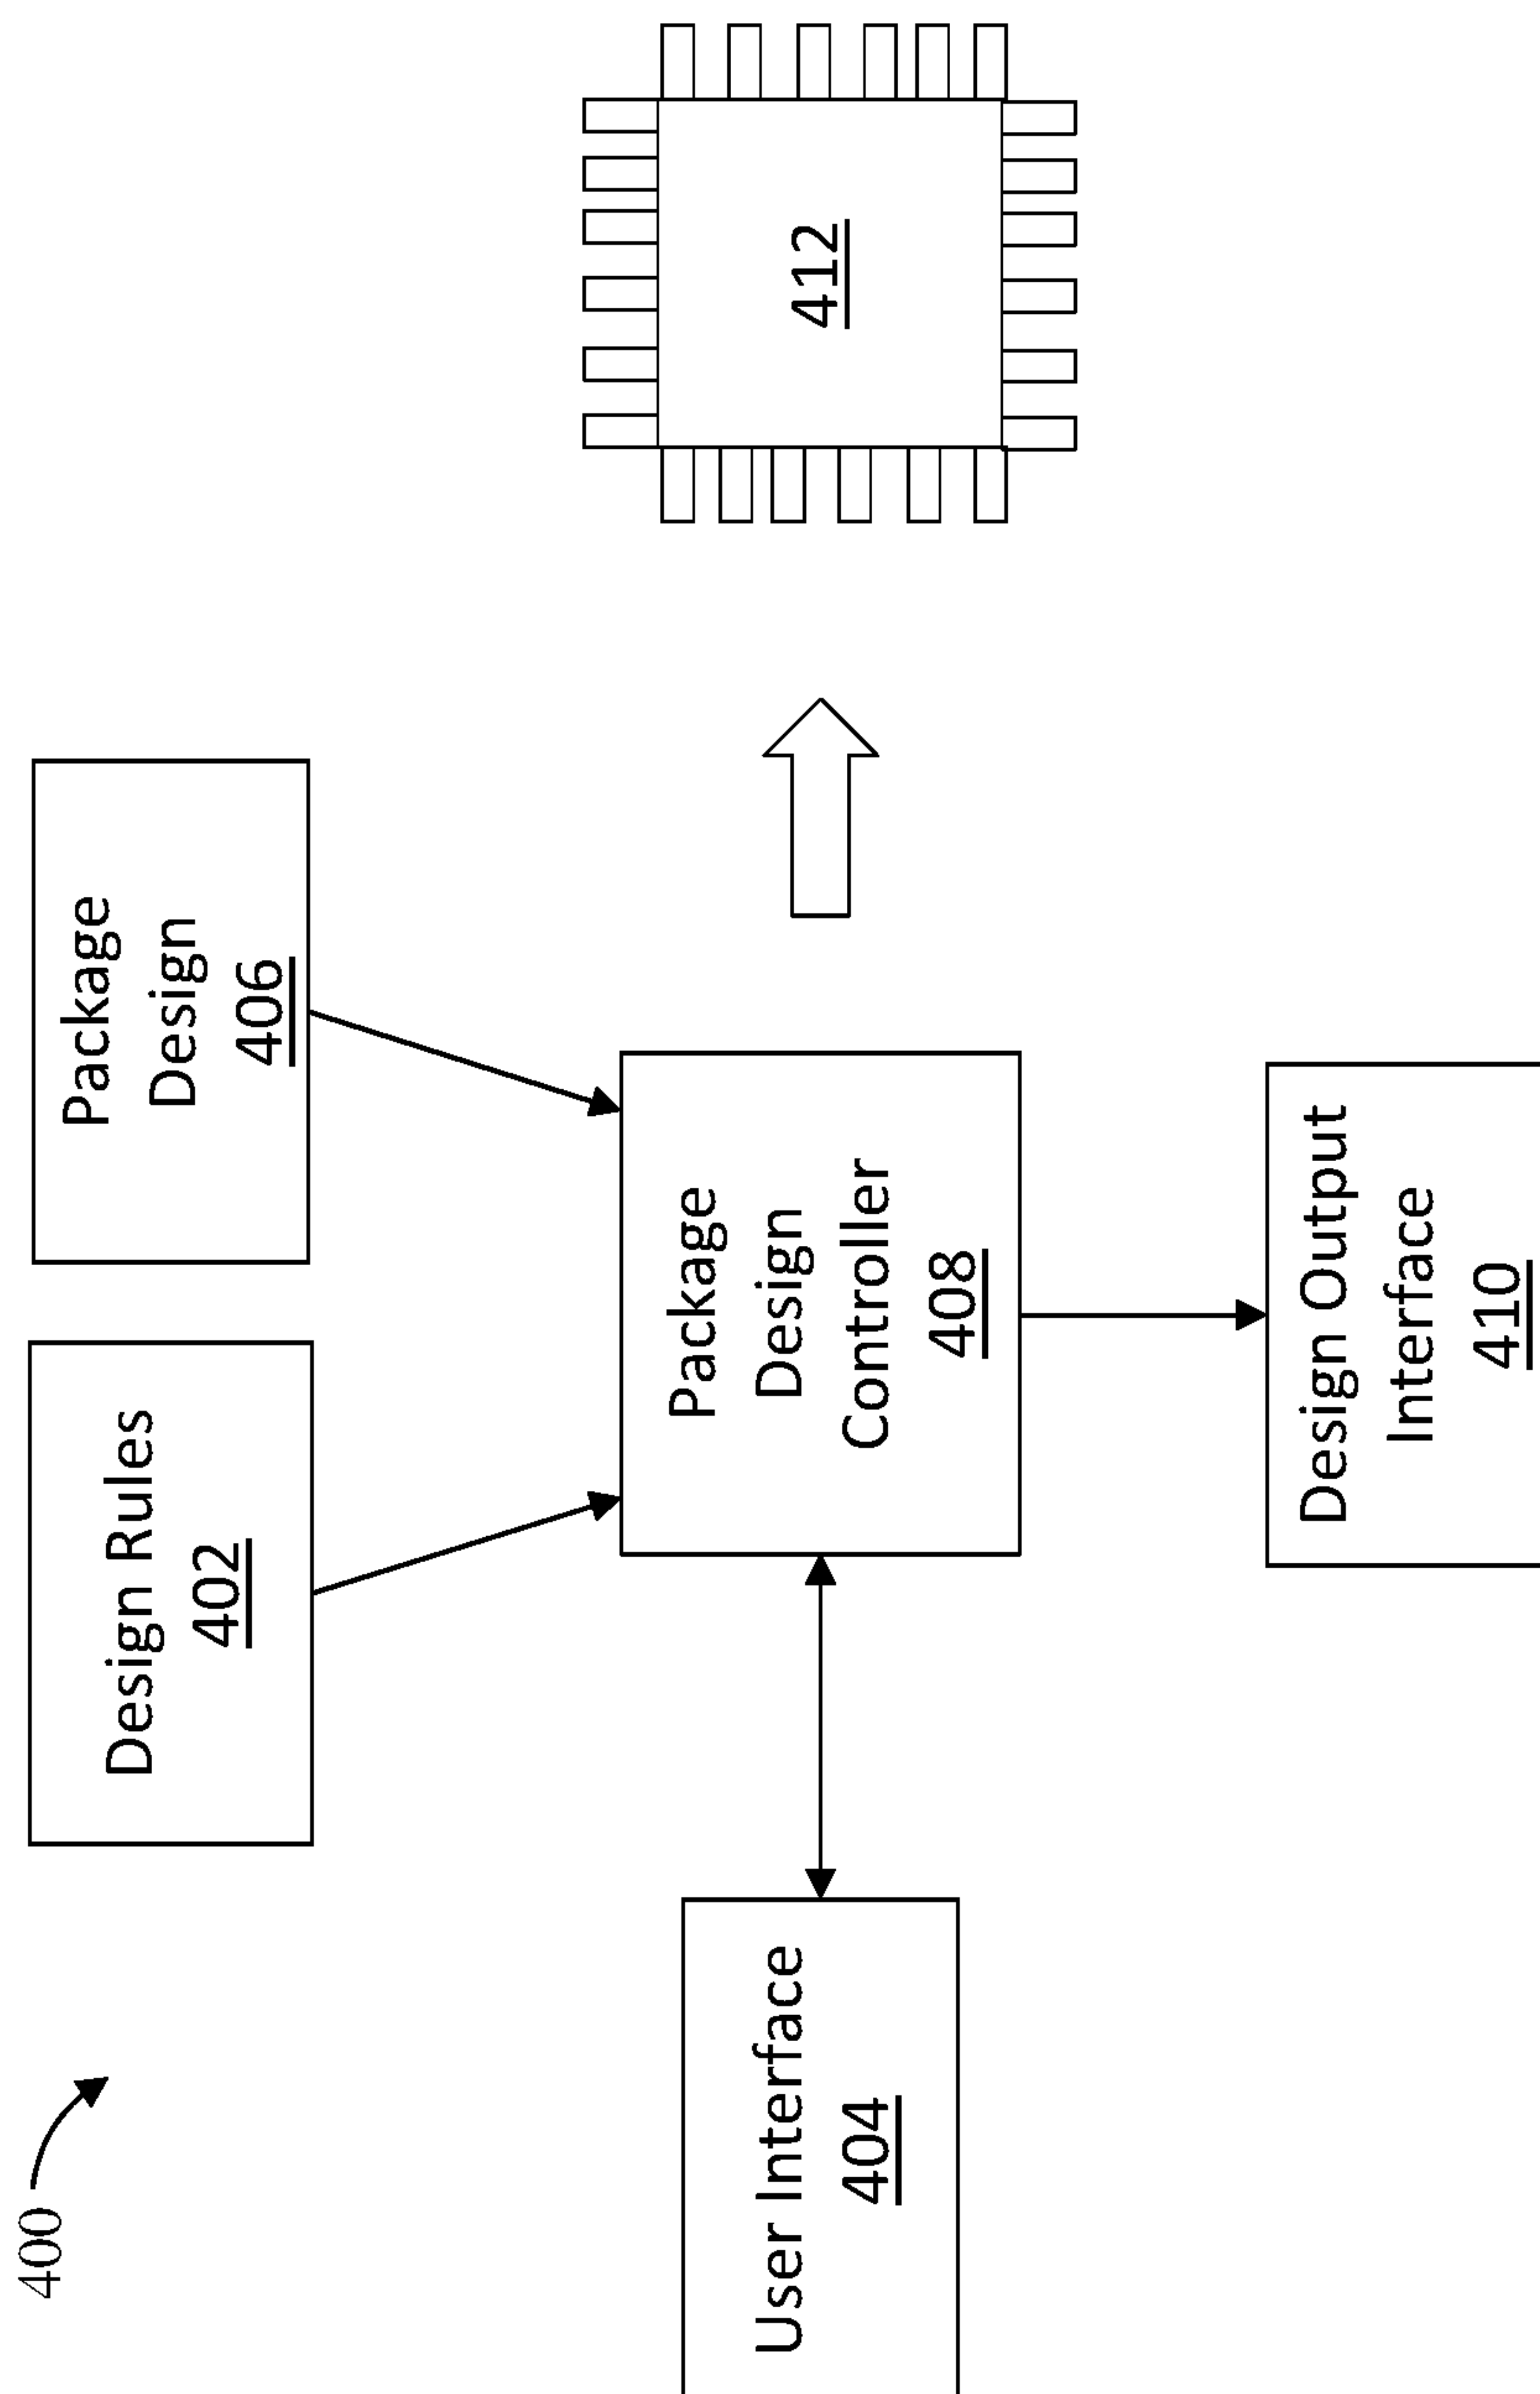 400
Design Rules
402
Package
Design
406
User Interface
404
Package
Design
Controller
408
412
Design Output
Interface
410